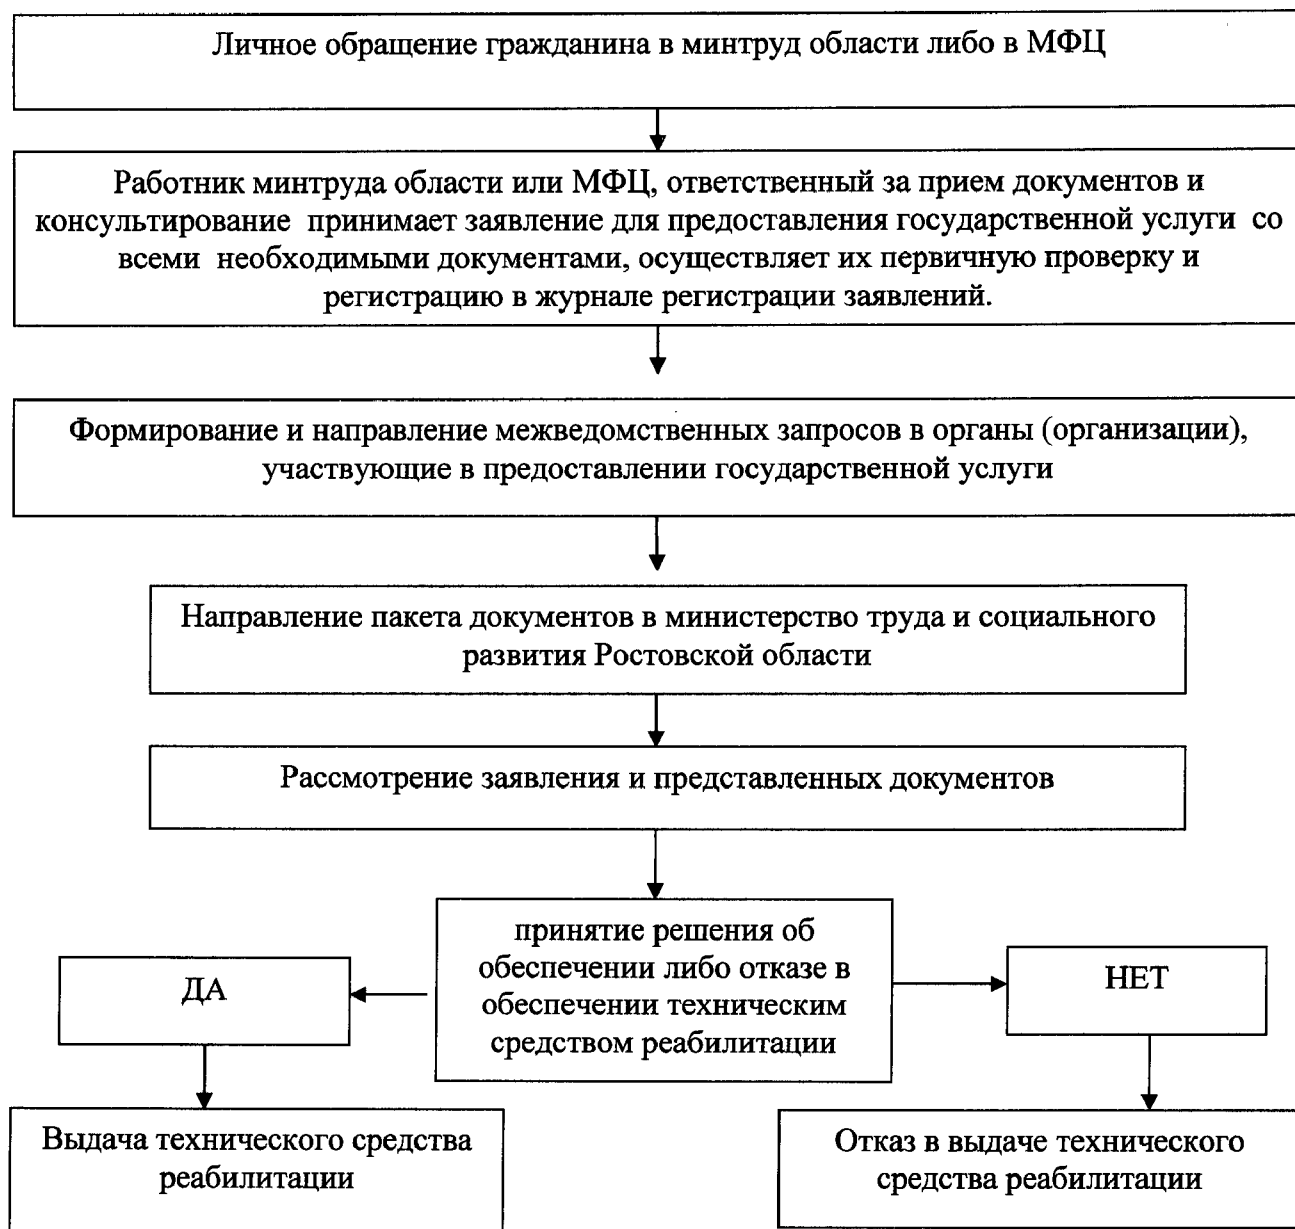 Личное обращение гражданина в минтруд области либо в МФЦ
Работник минтруда области или МФЦ, ответственный за прием документов и
консультирование принимает заявление для предоставления государственной услуги со
всеми необходимыми документами, осуществляет их первичную проверку и
регистрацию в журнале регистрации заявлений.
Формирование и направление межведомственных запросов в органы (организации),
участвующие в предоставлении государственной услуги
Направление пакета документов в министерство труда и социального
развития Ростовской области
Рассмотрение заявления и представленных документов
принятие решения об
обеспечении либо отказе в
обеспечении техническим
средством реабилитации
ДА
НЕТ
Выдача технического средства
реабилитации
Отказ в выдаче технического
средства реабилитации